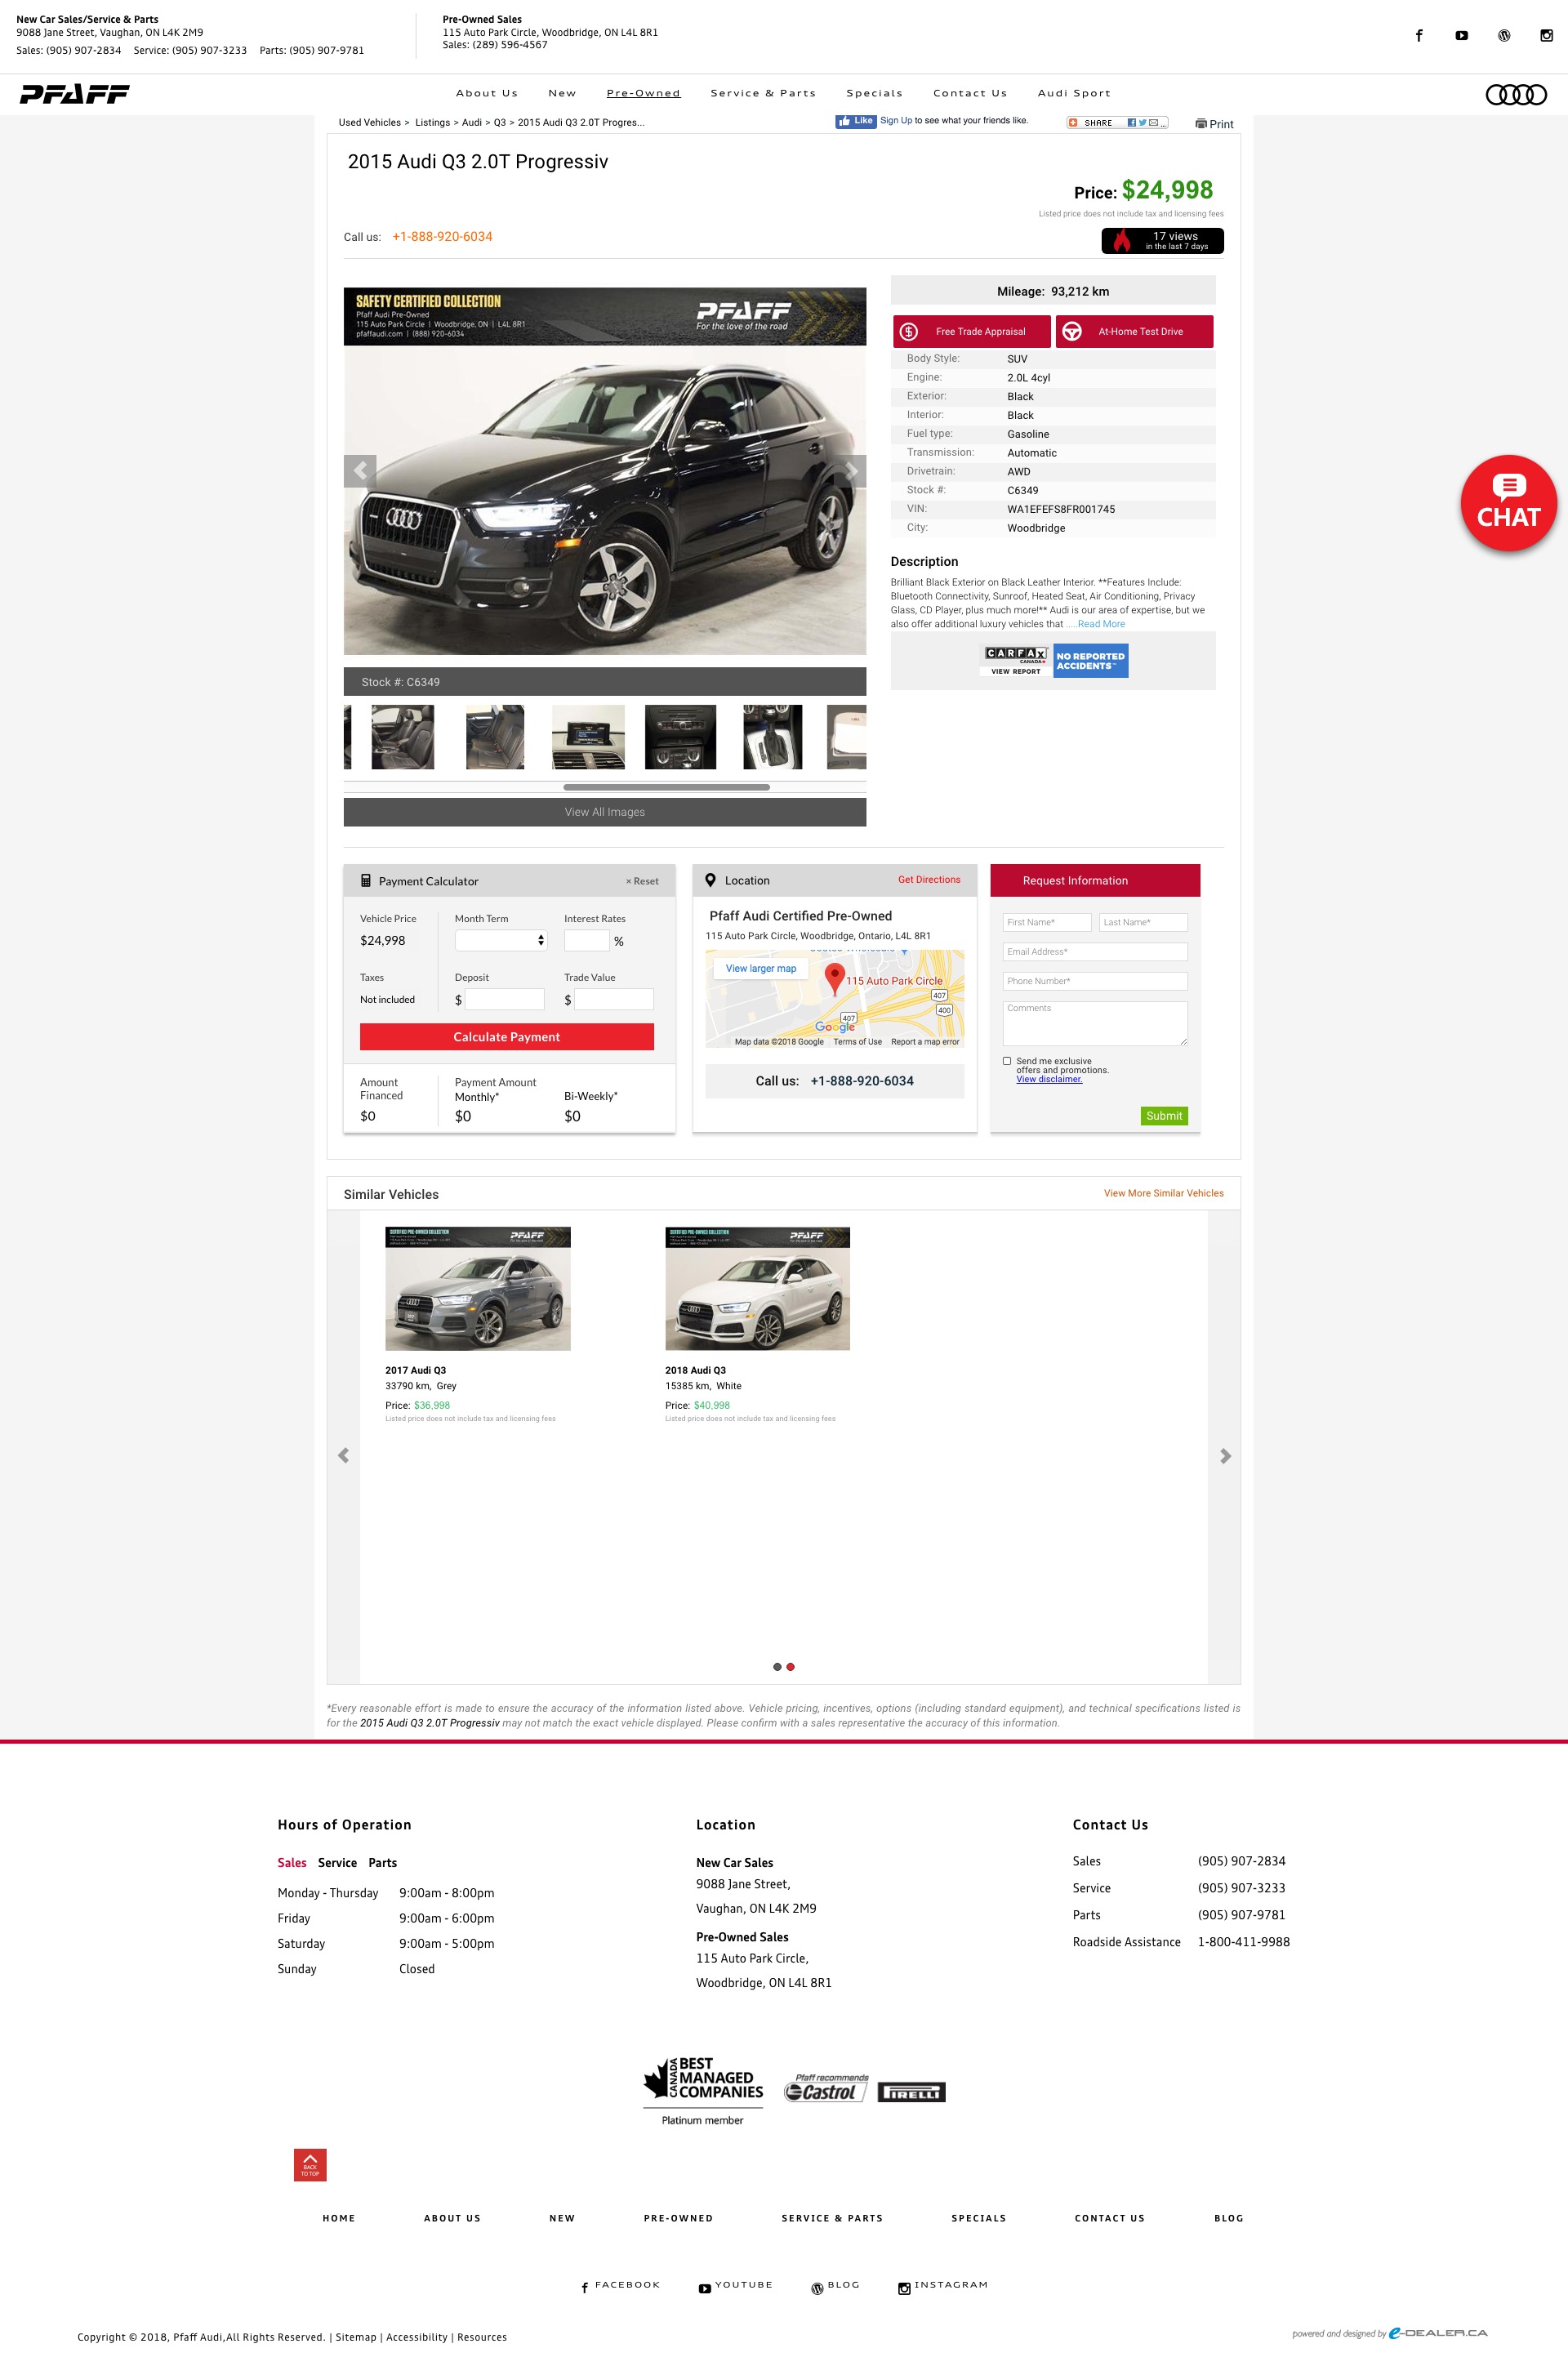 New Car Sales/Service & Parts
9088 Jane Street, Vaughan, ON L4K 2M9
Sales: (905) 907-2834 Service: (905) 907-3233 Parts: (905) 907-9781
Pre-Owned Sales
115 Auto Park Circle, Woodbridge, ON L4L 8R1
Sales: (289) 596-4567
PFAFF
About Us New Pre-Owned Service & Parts Specials Contact Us Audi Sport
Used Vehicles > Listings > Audi > Q3 > 2015 Audi Q3 2.0T Progres...
Like Sign Up to see what your friends like.
SHARE
Print
2015 Audi Q3 2.0T Progressiv
Price: $24,998
Listed price does not include tax and licensing fees
Call us: +1-888-920-6034
17 views
in the last 7 days
SAFETY CERTIFIED COLLECTION
Pfaff Audi Pre-Owned
115 Auto Park Circle | Woodbridge, ON | L4L 8R1
pfaffaudi.com | (888) 920-6034
PFAFF
For the love of the road
Mileage: 93,212 km
Free Trade Appraisal
At-Home Test Drive
Body Style: SUV
Engine: 2.0L 4cyl
Exterior: Black
Interior: Black
Fuel type: Gasoline
Transmission: Automatic
Drivetrain: AWD
Stock #: C6349
VIN: WA1EFEFS8FR001745
City: Woodbridge
CHAT
Description
Brilliant Black Exterior on Black Leather Interior. **Features Include:
Bluetooth Connectivity, Sunroof, Heated Seat, Air Conditioning, Privacy
Glass, CD Player, plus much more!** Audi is our area of expertise, but we
also offer additional luxury vehicles that .....Read More
CARFAX
CANADA
VIEW REPORT
NO REPORTED
ACCIDENTS™
Stock #: C6349
View All Images
Payment Calculator × Reset
Vehicle Price Month Term Interest Rates
$24,998 %
Taxes Deposit Trade Value
Not included $ $
Calculate Payment
Amount
Financed
Payment Amount
Monthly* Bi-Weekly*
$0 $0 $0
Location Get Directions
Pfaff Audi Certified Pre-Owned
115 Auto Park Circle, Woodbridge, Ontario, L4L 8R1
View larger map
115 Auto Park Circle
407
400
407
Google
Map data ©2018 Google Terms of Use Report a map error
Call us: +1-888-920-6034
Request Information
First Name* Last Name*
Email Address*
Phone Number*
Comments
Send me exclusive
offers and promotions.
View disclaimer.
Submit
Similar Vehicles View More Similar Vehicles
PFAFF
PFAFF
2017 Audi Q3
33790 km, Grey
Price: $36,998
Listed price does not include tax and licensing fees
2018 Audi Q3
15385 km, White
Price: $40,998
Listed price does not include tax and licensing fees
*Every reasonable effort is made to ensure the accuracy of the information listed above. Vehicle pricing, incentives, options (including standard equipment), and technical specifications listed is
for the 2015 Audi Q3 2.0T Progressiv may not match the exact vehicle displayed. Please confirm with a sales representative the accuracy of this information.
Hours of Operation
Sales Service Parts
Monday - Thursday 9:00am - 8:00pm
Friday 9:00am - 6:00pm
Saturday 9:00am - 5:00pm
Sunday Closed
Location
New Car Sales
9088 Jane Street,
Vaughan, ON L4K 2M9
Pre-Owned Sales
115 Auto Park Circle,
Woodbridge, ON L4L 8R1
Contact Us
Sales (905) 907-2834
Service (905) 907-3233
Parts (905) 907-9781
Roadside Assistance 1-800-411-9988
CANADA
BEST
MANAGED
COMPANIES
Platinum member
Pfaff recommends
Castrol
PIRELLI
BACK
TO TOP
HOME ABOUT US NEW PRE-OWNED SERVICE & PARTS SPECIALS CONTACT US BLOG
FACEBOOK YOUTUBE BLOG INSTAGRAM
Copyright © 2018, Pfaff Audi,All Rights Reserved. | Sitemap | Accessibility | Resources
powered and designed by e-DEALER.CA